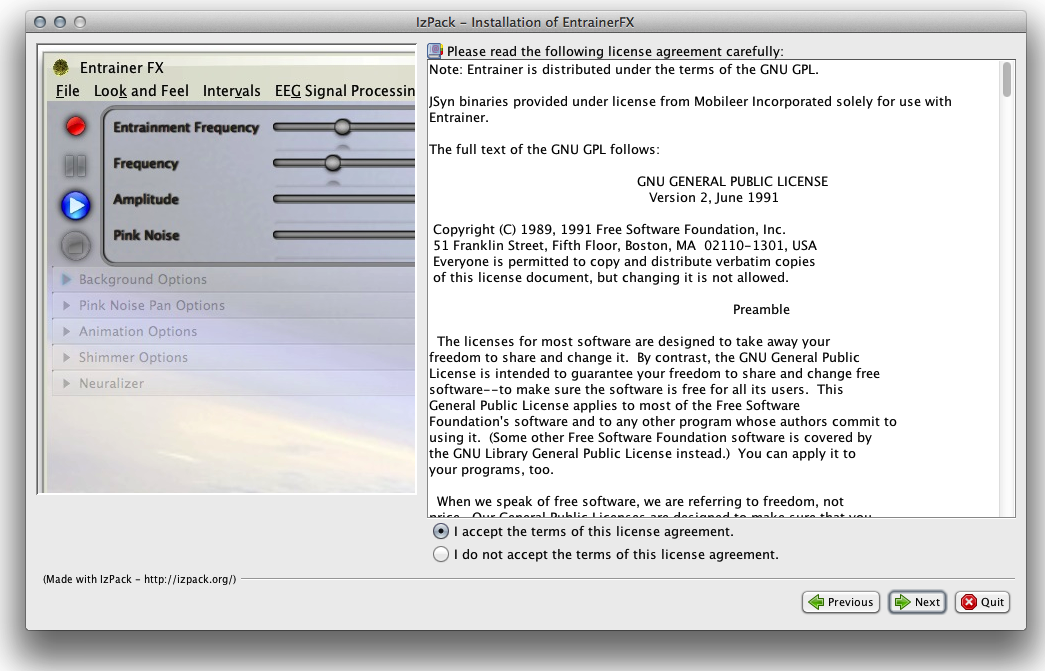 IzPack - Installation of EntrainerFX
Entrainer FX
File Look and Feel Intervals EEG Signal Processin
Entrainment Frequency
Frequency
Amplitude
Pink Noise
Background Options
Pink Noise Pan Options
Animation Options
Shimmer Options
Neuralizer
Please read the following license agreement carefully:
Note: Entrainer is distributed under the terms of the GNU GPL.
JSyn binaries provided under license from Mobileer Incorporated solely for use with
Entrainer.
The full text of the GNU GPL follows:
GNU GENERAL PUBLIC LICENSE
Version 2, June 1991
Copyright (C) 1989, 1991 Free Software Foundation, Inc.
51 Franklin Street, Fifth Floor, Boston, MA  02110-1301, USA
Everyone is permitted to copy and distribute verbatim copies
of this license document, but changing it is not allowed.
Preamble
The licenses for most software are designed to take away your
freedom to share and change it.  By contrast, the GNU General Public
License is intended to guarantee your freedom to share and change free
software--to make sure the software is free for all its users.  This
General Public License applies to most of the Free Software
Foundation's software and to any other program whose authors commit to
using it.  (Some other Free Software Foundation software is covered by
the GNU Library General Public License instead.)  You can apply it to
your programs, too.
When we speak of free software, we are referring to freedom, not
price.  Our General Public Licenses are designed to make sure that you
I accept the terms of this license agreement.
I do not accept the terms of this license agreement.
(Made with IzPack - http://izpack.org/)
Previous
Next
Quit